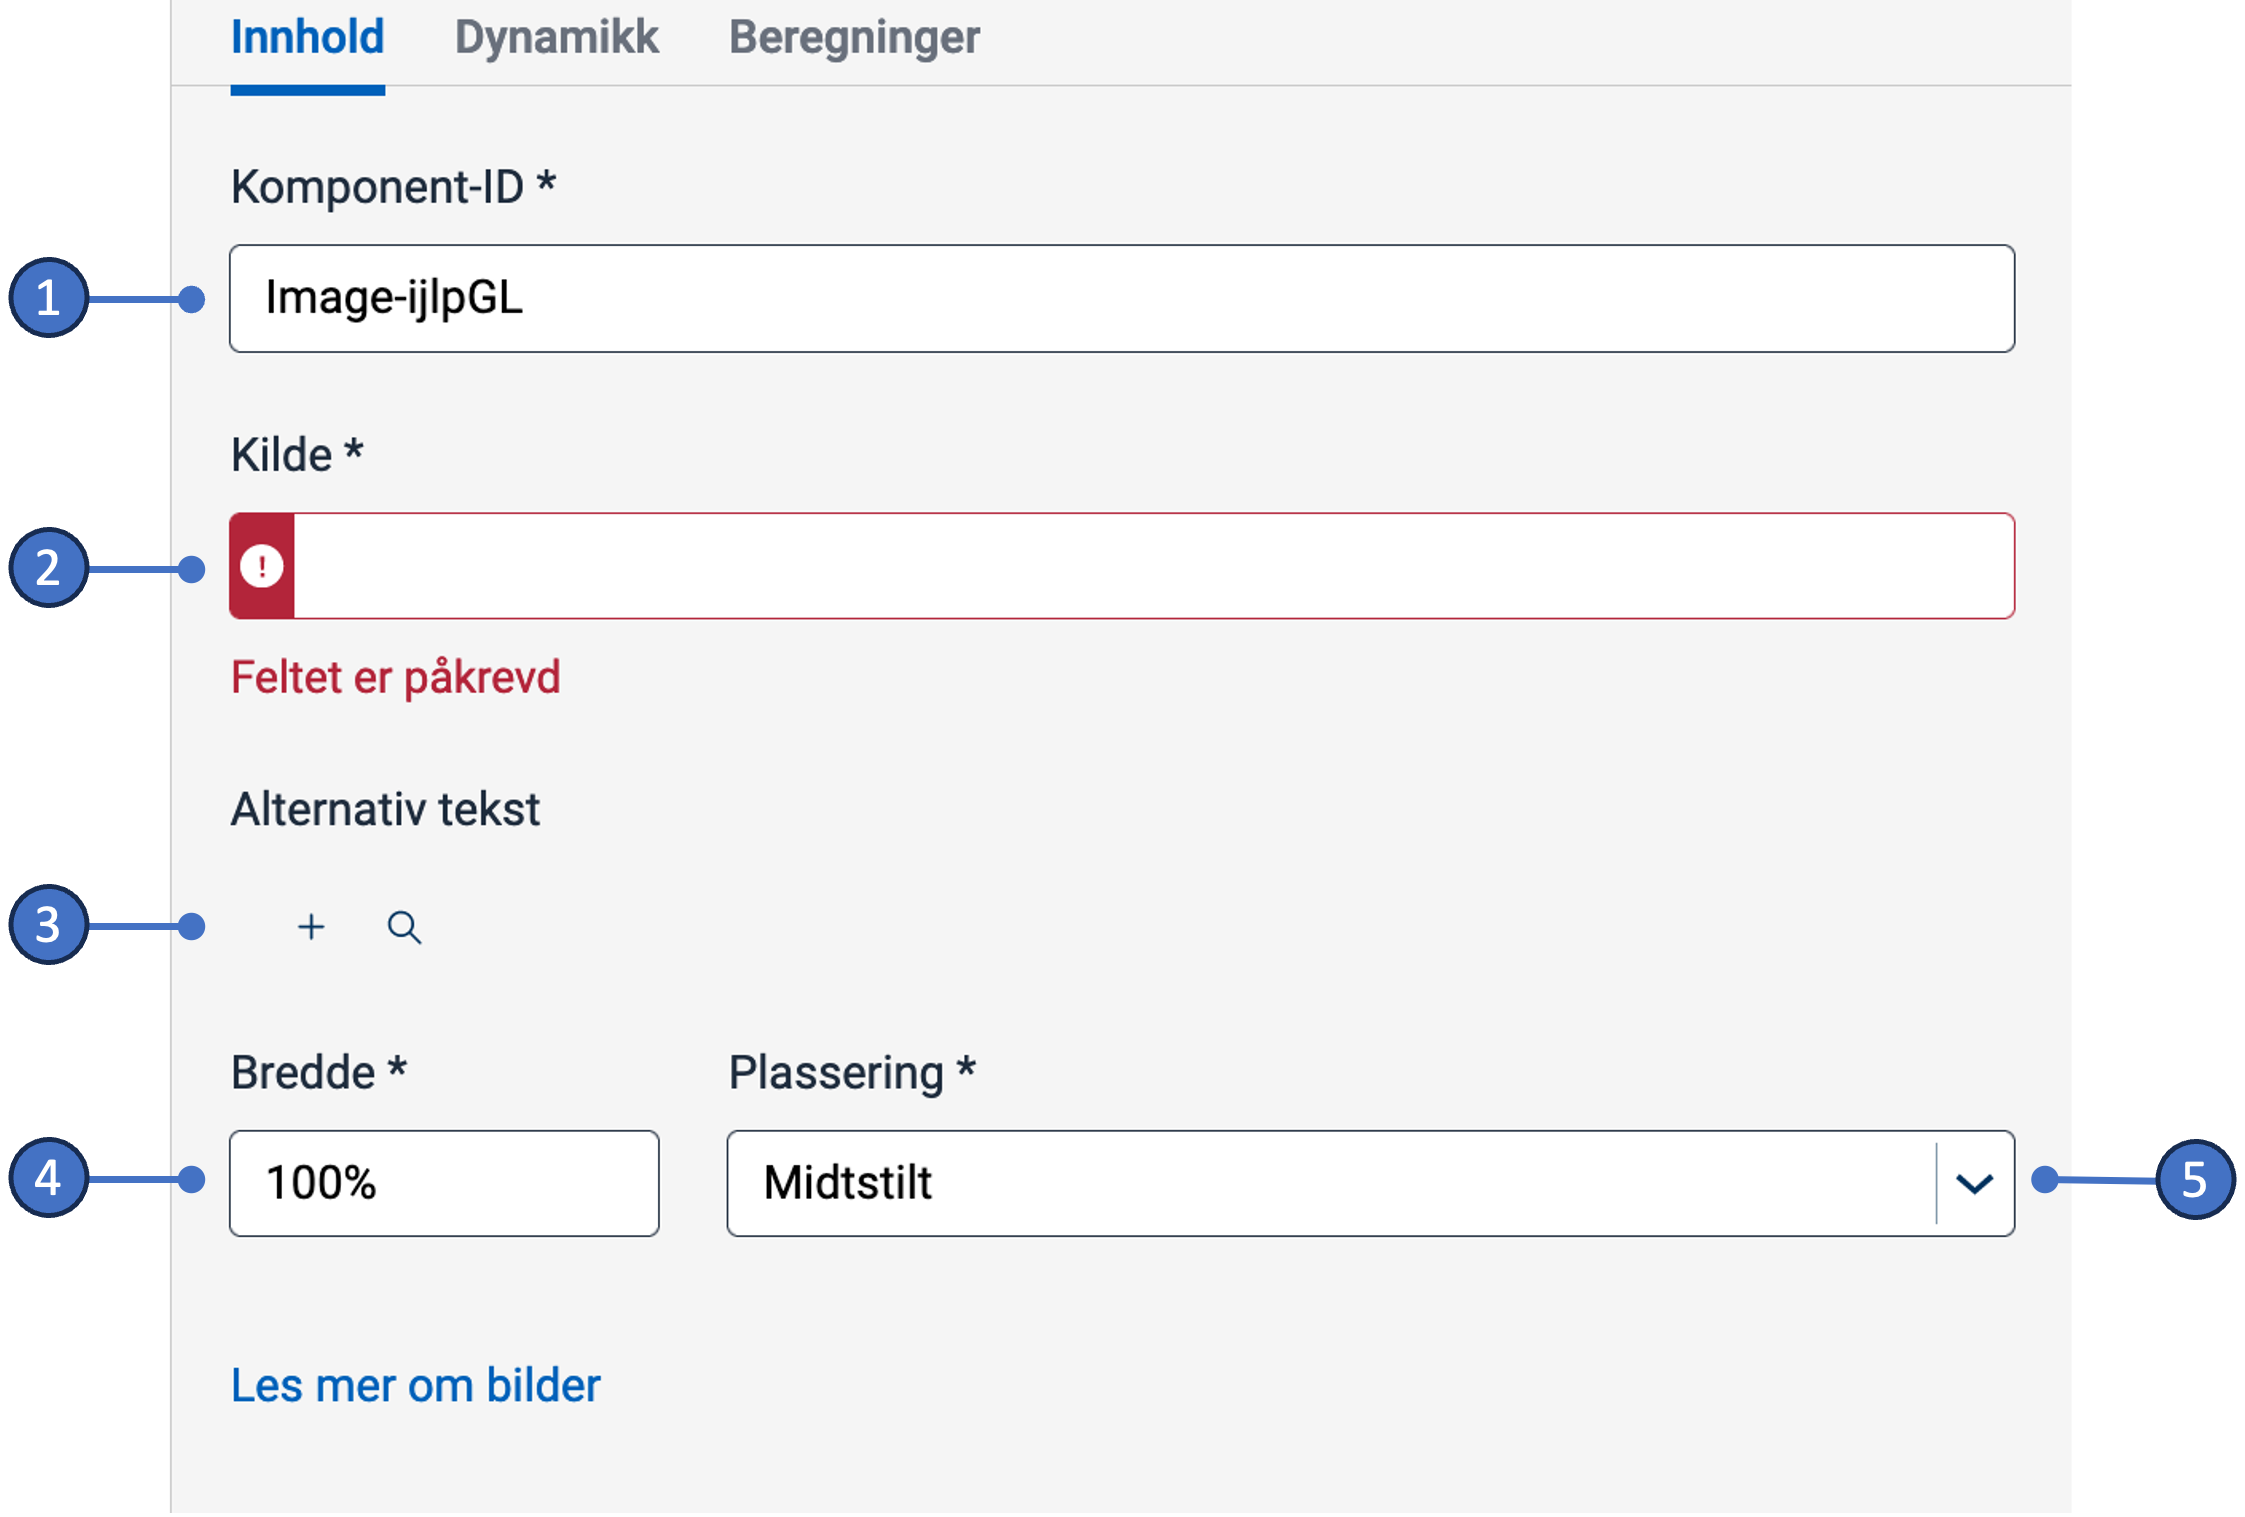 Innhold Dynamikk Beregninger
Komponent-ID *
1 Image-ijlpGL
Kilde *
2 !
Feltet er påkrevd
Alternativ tekst
3 +
Bredde * Plassering *
4 100% Midtstilt 5
Les mer om bilder